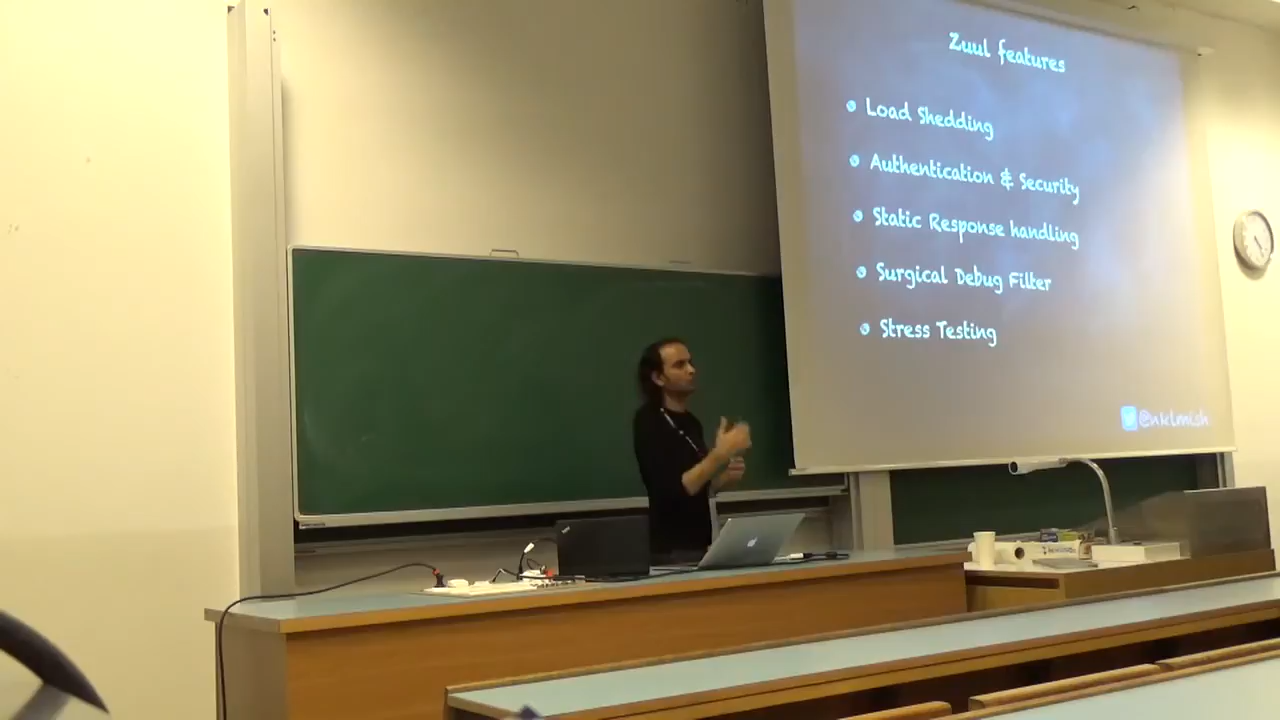 Zuul features
Load Shedding
Authentication & Security
Static Response handling
Surgical Debug Filter
Stress Testing
@nklmish